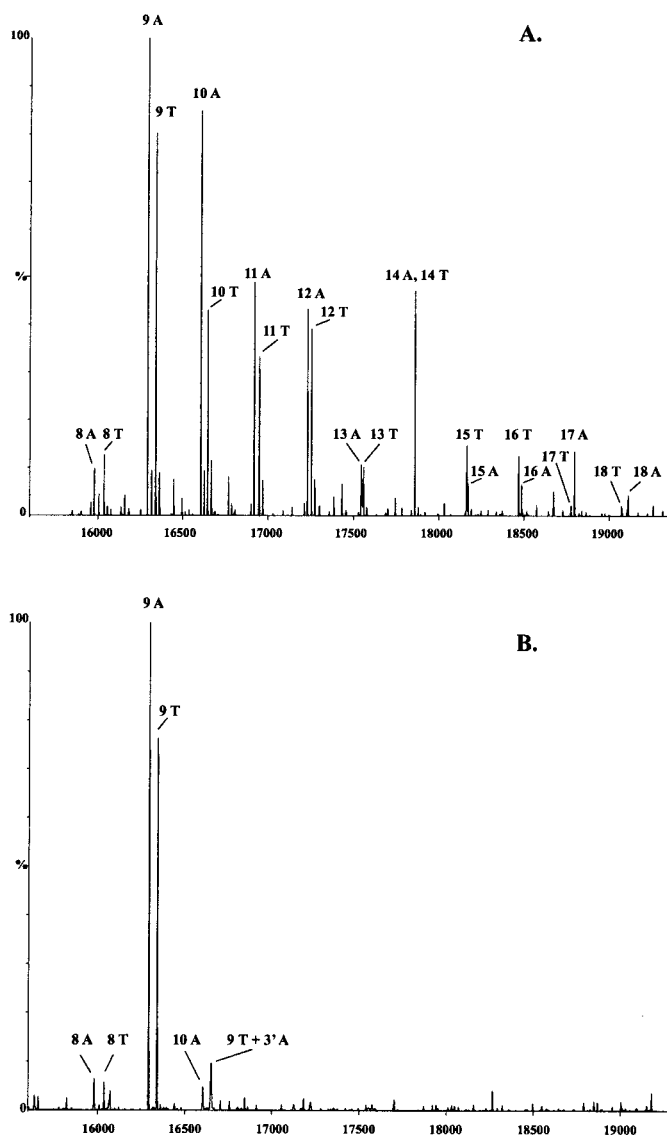 A.
9 A
100
9 T
10 A
10 T
11 A
11 T
12 A
12 T
14 A, 14 T
%
8 A
8 T
13 A
13 T
15 T
15 A
16 T
16 A
17 A
17 T
18 T
18 A
0
16000 16500 17000 17500 18000 18500 19000
B.
9 A
100
9 T
%
8 A
8 T
10 A
9 T + 3' A
0
16000 16500 17000 17500 18000 18500 19000